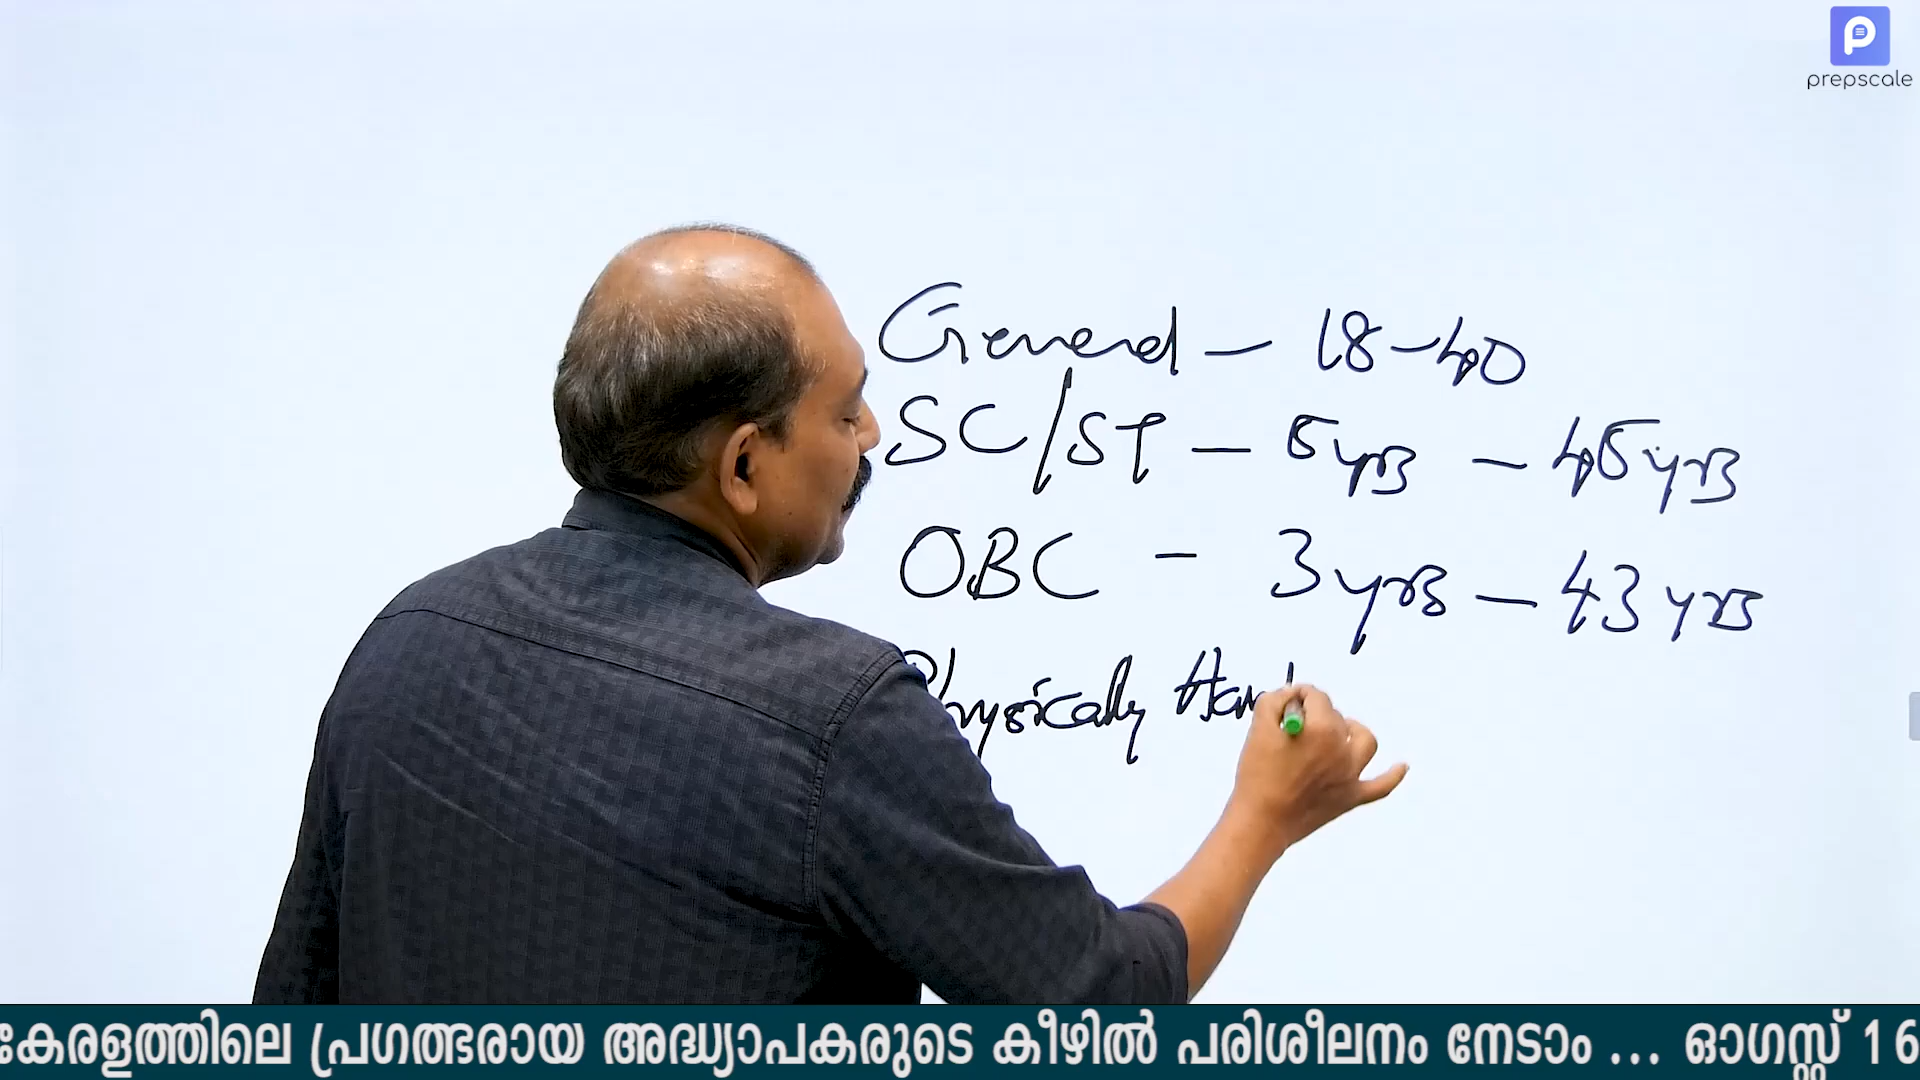 prepscale
General - 18-40
SC/ST - 5yrs - 45yrs
OBC - 3yrs - 43yrs
Physically Han
കേരളത്തിലെ പ്രഗത്ഭരായ അദ്ധ്യാപകരുടെ കീഴിൽ പരിശീലനം നേടാം ... ഓഗസ്റ്റ് 16